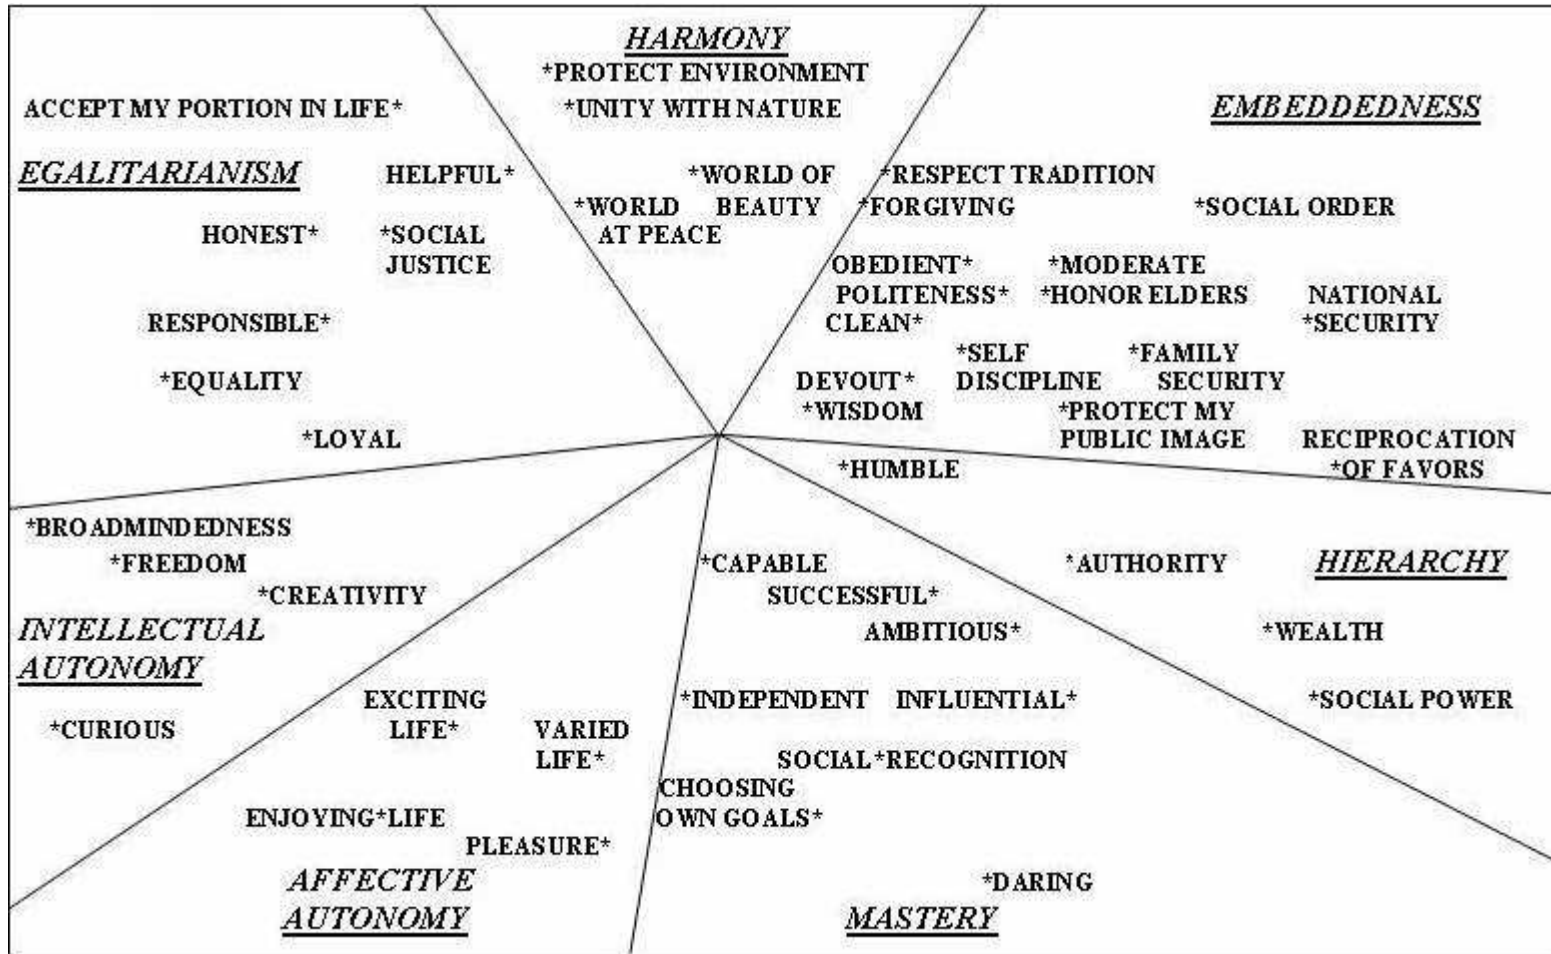 HARMONY
*PROTECT ENVIRONMENT
*UNITY WITH NATURE
*WORLD OF
BEAUTY
*WORLD
AT PEACE
ACCEPT MY PORTION IN LIFE*
EGALITARIANISM
HELPFUL*
HONEST*
*SOCIAL
JUSTICE
RESPONSIBLE*
*EQUALITY
*LOYAL
EMBEDDEDNESS
*RESPECT TRADITION
*FORGIVING
*SOCIAL ORDER
OBEDIENT*
*MODERATE
POLITENESS*
*HONOR ELDERS
NATIONAL
*SECURITY
CLEAN*
*SELF
DISCIPLINE
*FAMILY
SECURITY
DEVOUT*
*WISDOM
*PROTECT MY
PUBLIC IMAGE
RECIPROCATION
*OF FAVORS
*HUMBLE
*AUTHORITY
HIERARCHY
*WEALTH
*SOCIAL POWER
*BROADMINDEDNESS
*FREEDOM
*CREATIVITY
INTELLECTUAL
AUTONOMY
*CURIOUS
EXCITING
LIFE*
VARIED
LIFE*
ENJOYING*LIFE
PLEASURE*
AFFECTIVE
AUTONOMY
*CAPABLE
SUCCESSFUL*
AMBITIOUS*
*INDEPENDENT
INFLUENTIAL*
SOCIAL*RECOGNITION
CHOOSING
OWN GOALS*
*DARING
MASTERY